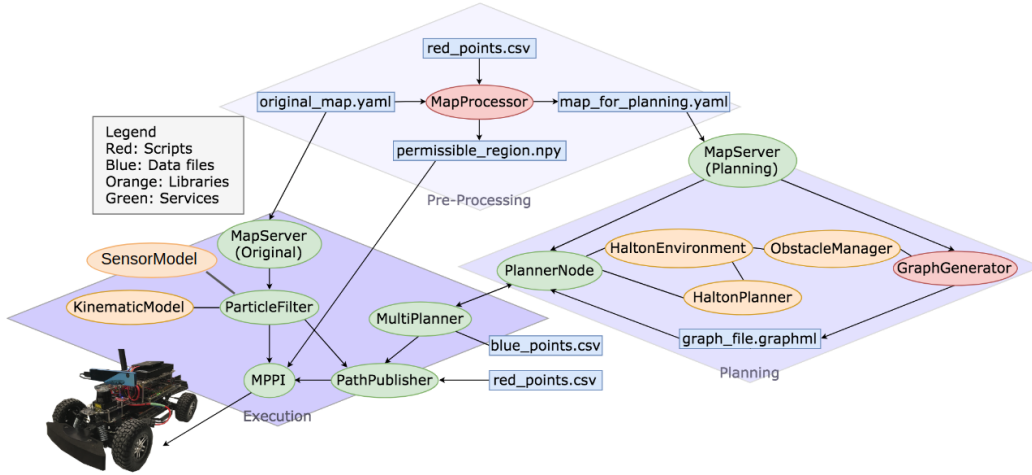 red_points.csv
original_map.yaml
MapProcessor
map_for_planning.yaml
Legend
Red: Scripts
Blue: Data files
Orange: Libraries
Green: Services
permissible_region.npy
MapServer
(Planning)
Pre-Processing
MapServer
(Original)
SensorModel
HaltonEnvironment
ObstacleManager
PlannerNode
GraphGenerator
KinematicModel
ParticleFilter
HaltonPlanner
MultiPlanner
blue_points.csv
graph_file.graphml
Planning
MPPI
PathPublisher
red_points.csv
Execution